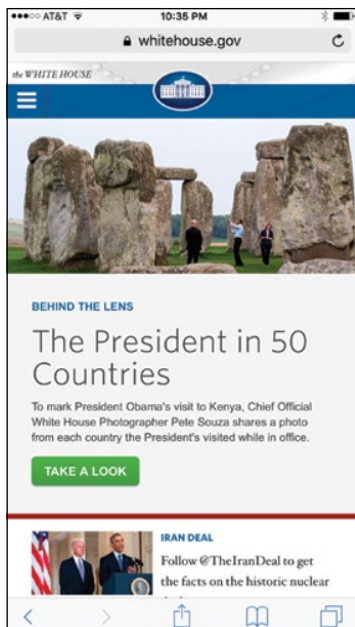 AT&T 10:35 PM
whitehouse.gov
the WHITE HOUSE
BEHIND THE LENS
The President in 50
Countries
To mark President Obama's visit to Kenya, Chief Official
White House Photographer Pete Souza shares a photo
from each country the President's visited while in office.
TAKE A LOOK
IRAN DEAL
Follow @TheIranDeal to get
the facts on the historic nuclear